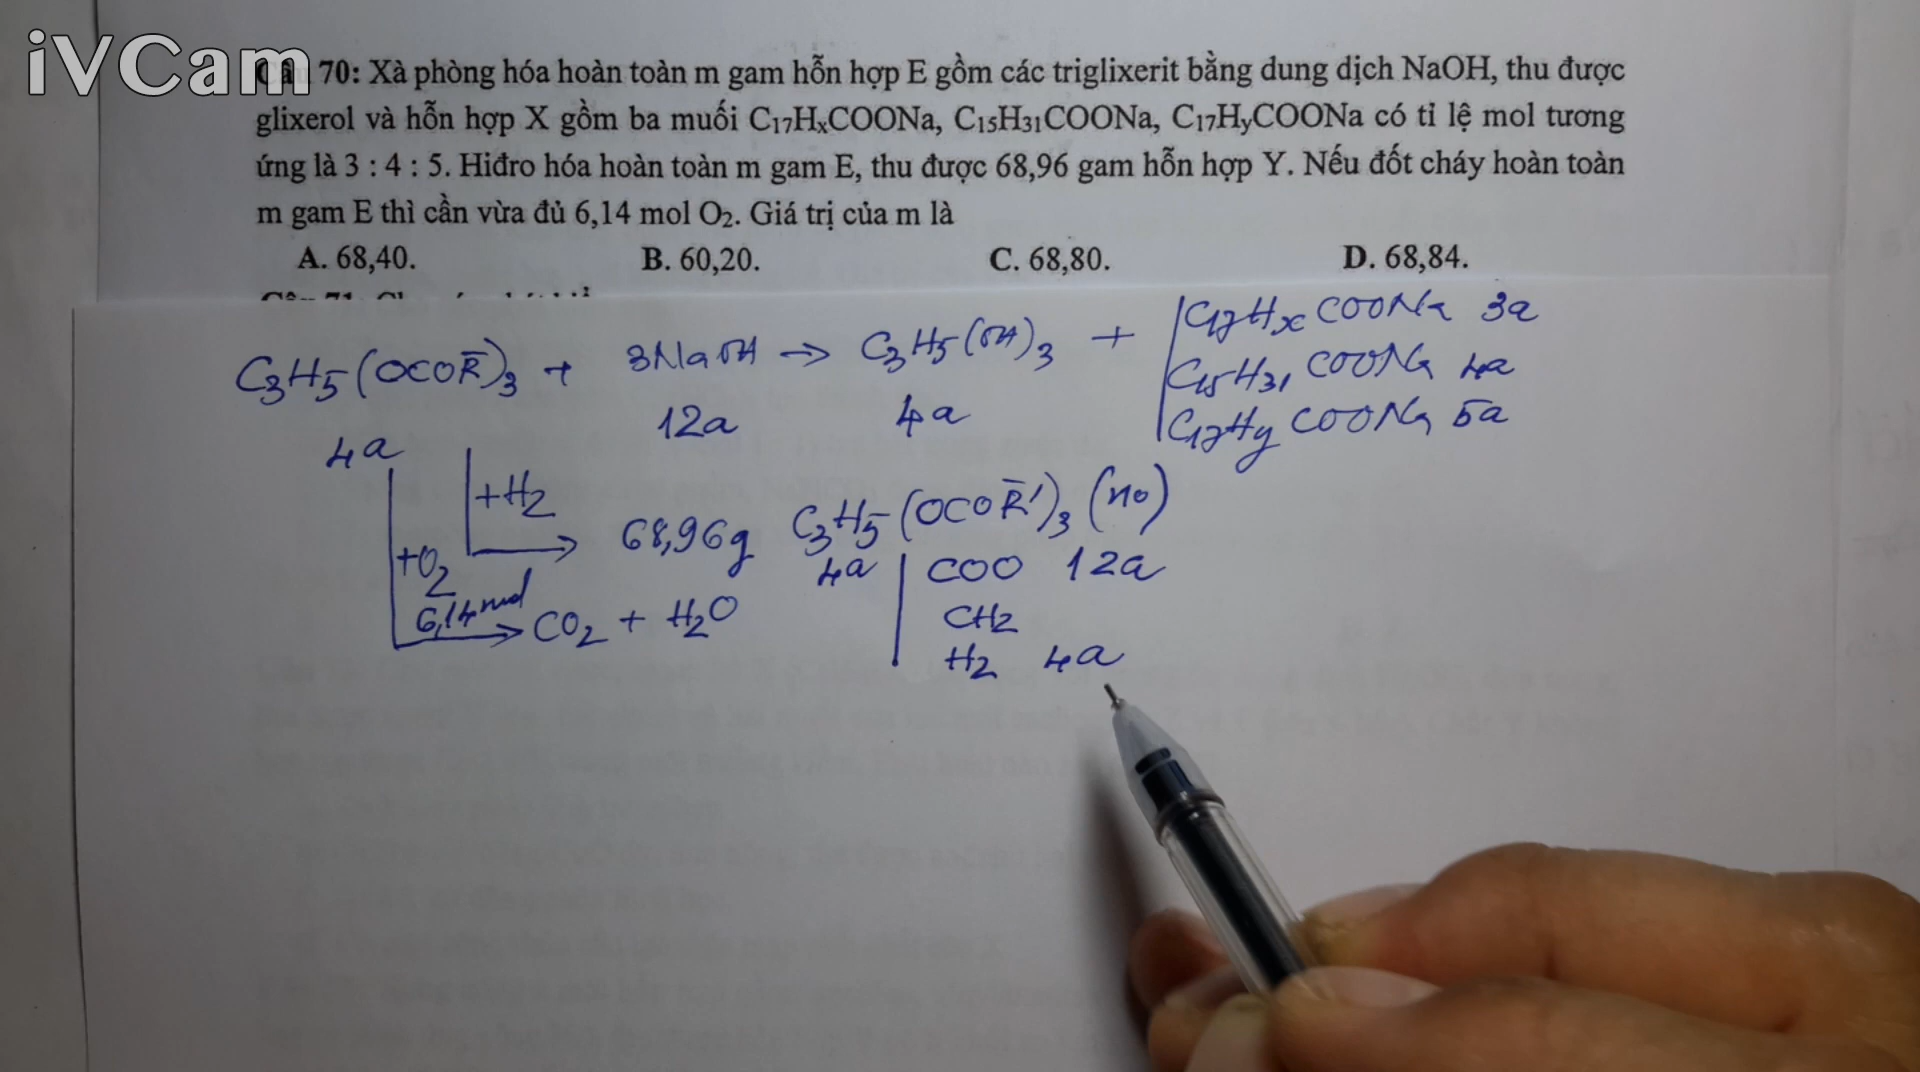 iVCam
Câu 70: Xà phòng hóa hoàn toàn m gam hỗn hợp E gồm các triglixerit bằng dung dịch NaOH, thu được
glixerol và hỗn hợp X gồm ba muối C₁₇HₓCOONa, C₁₅H₃₁COONa, C₁₇HᵧCOONa có tỉ lệ mol tương
ứng là 3 : 4 : 5. Hiđro hóa hoàn toàn m gam E, thu được 68,96 gam hỗn hợp Y. Nếu đốt cháy hoàn toàn
m gam E thì cần vừa đủ 6,14 mol O₂. Giá trị của m là
A. 68,40. B. 60,20. C. 68,80. D. 68,84.
C₁₇HₓCOONa 3a
C₃H₅(OCOR̄)₃ + 3NaOH → C₃H₅(OH)₃ + C₁₅H₃₁COONa 4a
4a 12a 4a C₁₇HᵧCOONa 5a
+H₂ 68,96g C₃H₅(OCOR̄')₃ (no)
+O₂ 4a COO 12a
6,14 mol CO₂ + H₂O CH₂
H₂ 4a